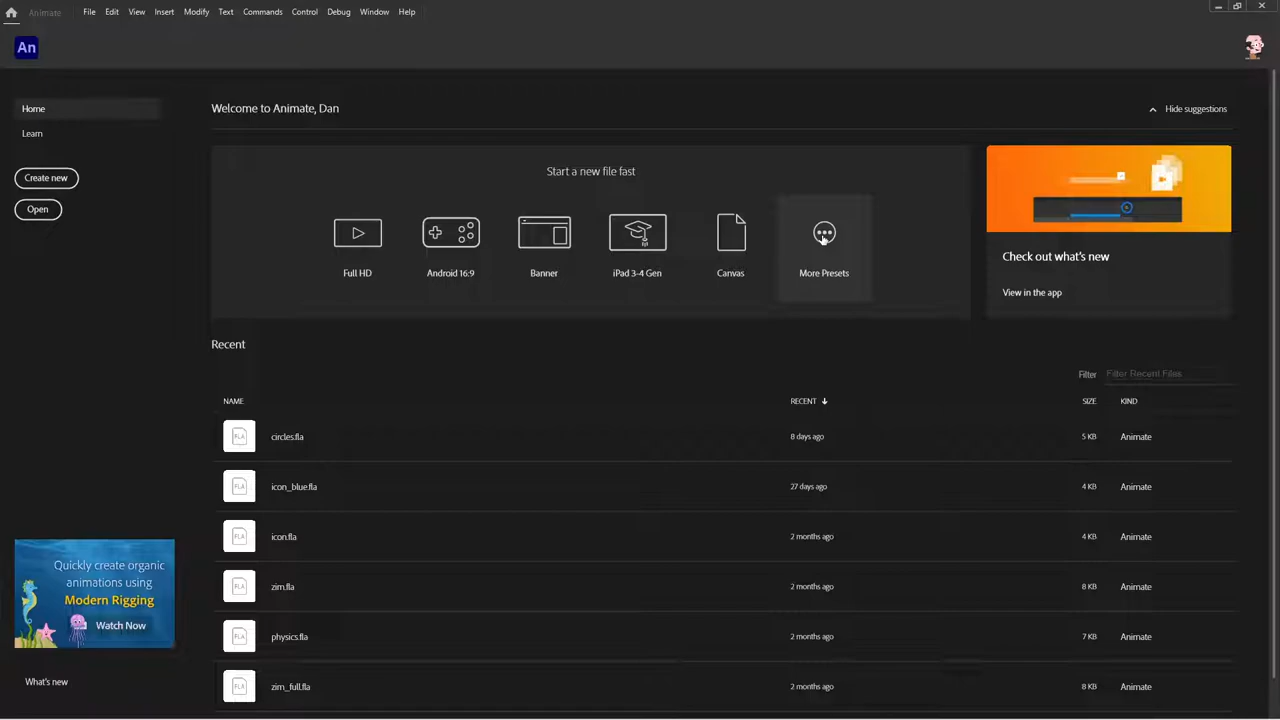 Animate File Edit View Insert Modify Text Commands Control Debug Window Help
An
Home
Learn
Create new
Open
Welcome to Animate, Dan
Hide suggestions
Start a new file fast
Full HD
Android 16:9
Banner
iPad 3-4 Gen
Canvas
More Presets
Check out what's new
View in the app
Recent
Filter Filter Recent Files
NAME RECENT SIZE KIND
FLA circles.fla 8 days ago 5 KB Animate
FLA icon_blue.fla 27 days ago 4 KB Animate
FLA icon.fla 2 months ago 4 KB Animate
FLA zim.fla 2 months ago 8 KB Animate
FLA physics.fla 2 months ago 7 KB Animate
FLA zim_full.fla 2 months ago 8 KB Animate
Quickly create organic
animations using
Modern Rigging
Watch Now
What's new